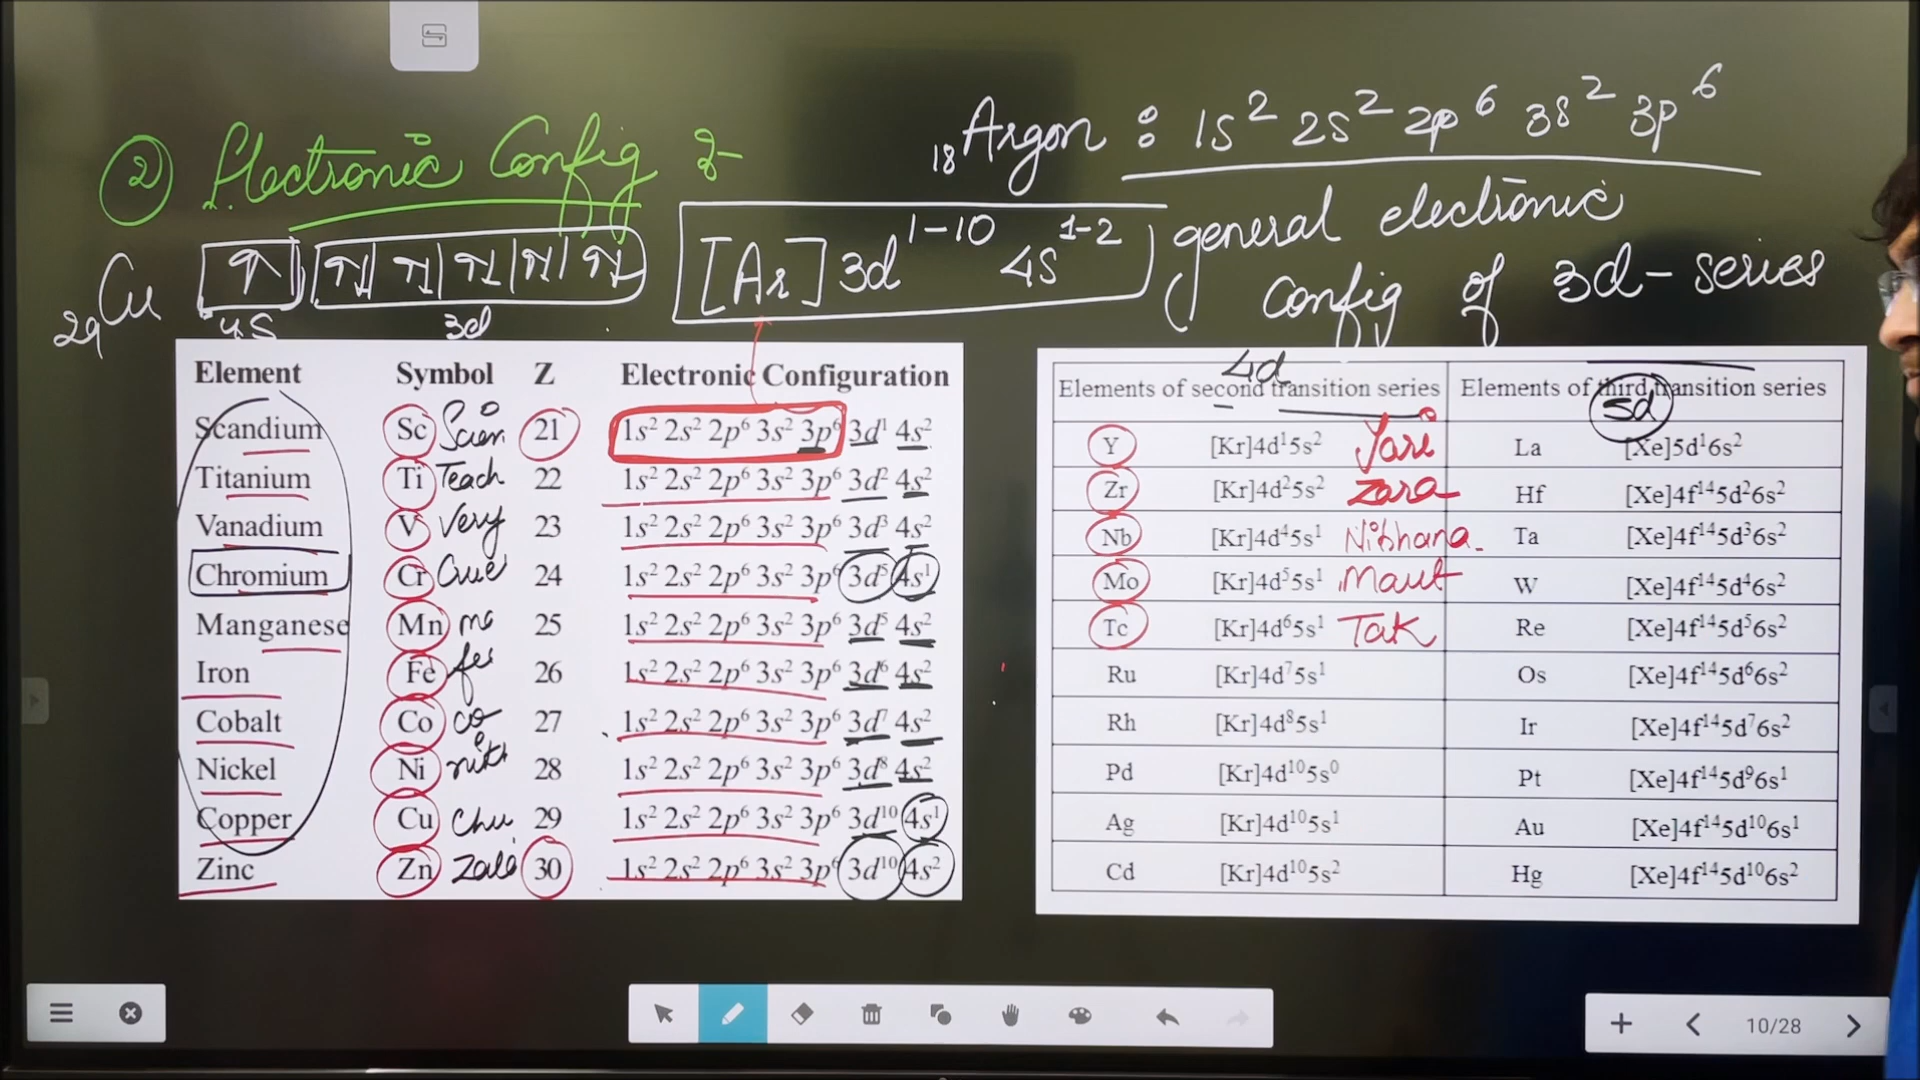 ② Electronic Config :-
₁₈Argon : 1s² 2s² 2p⁶ 3s² 3p⁶
[Ar] 3d¹⁻¹⁰ 4s¹⁻²
general electronic
config of 3d-series
₂₉Cu
4s 3d
Element Symbol Z Electronic Configuration
Scandium Sc Scien 21 1s² 2s² 2p⁶ 3s² 3p⁶ 3d¹ 4s²
Titanium Ti Teach 22 1s² 2s² 2p⁶ 3s² 3p⁶ 3d² 4s²
Vanadium V Very 23 1s² 2s² 2p⁶ 3s² 3p⁶ 3d³ 4s²
Chromium Cr 24 1s² 2s² 2p⁶ 3s² 3p⁶ 3d⁵ 4s¹
Manganese Mn me 25 1s² 2s² 2p⁶ 3s² 3p⁶ 3d⁵ 4s²
Iron Fe 26 1s² 2s² 2p⁶ 3s² 3p⁶ 3d⁶ 4s²
Cobalt Co co 27 1s² 2s² 2p⁶ 3s² 3p⁶ 3d⁷ 4s²
Nickel Ni 28 1s² 2s² 2p⁶ 3s² 3p⁶ 3d⁸ 4s²
Copper Cu Chu 29 1s² 2s² 2p⁶ 3s² 3p⁶ 3d¹⁰ 4s¹
Zinc Zn 30 1s² 2s² 2p⁶ 3s² 3p⁶ 3d¹⁰ 4s²
4d
5d
Elements of second transition series Elements of third transition series
Y [Kr]4d¹5s² Yari La [Xe]5d¹6s²
Zr [Kr]4d²5s² Zara Hf [Xe]4f¹⁴5d²6s²
Nb [Kr]4d⁴5s¹ Nibhana Ta [Xe]4f¹⁴5d³6s²
Mo [Kr]4d⁵5s¹ Maut W [Xe]4f¹⁴5d⁴6s²
Tc [Kr]4d⁶5s¹ Tak Re [Xe]4f¹⁴5d⁵6s²
Ru [Kr]4d⁷5s¹ Os [Xe]4f¹⁴5d⁶6s²
Rh [Kr]4d⁸5s¹ Ir [Xe]4f¹⁴5d⁷6s²
Pd [Kr]4d¹⁰5s⁰ Pt [Xe]4f¹⁴5d⁹6s¹
Ag [Kr]4d¹⁰5s¹ Au [Xe]4f¹⁴5d¹⁰6s¹
Cd [Kr]4d¹⁰5s² Hg [Xe]4f¹⁴5d¹⁰6s²
10/28